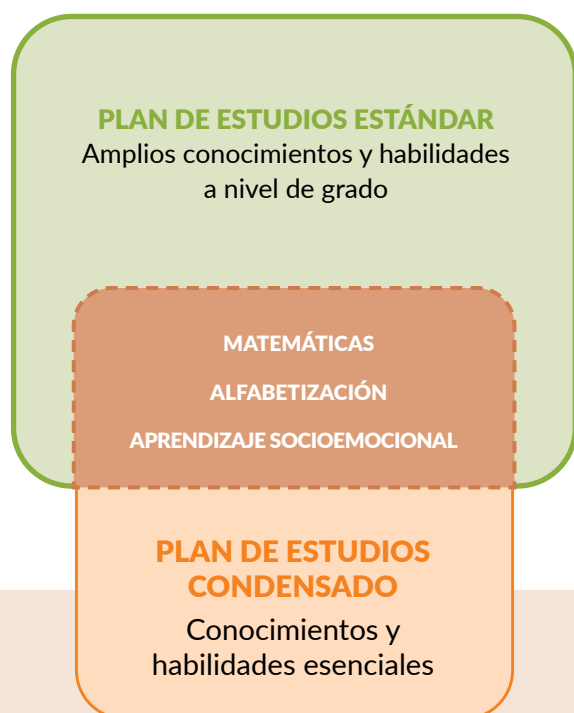 PLAN DE ESTUDIOS ESTÁNDAR
Amplios conocimientos y habilidades
a nivel de grado
MATEMÁTICAS
ALFABETIZACIÓN
APRENDIZAJE SOCIOEMOCIONAL
PLAN DE ESTUDIOS
CONDENSADO
Conocimientos y
habilidades esenciales